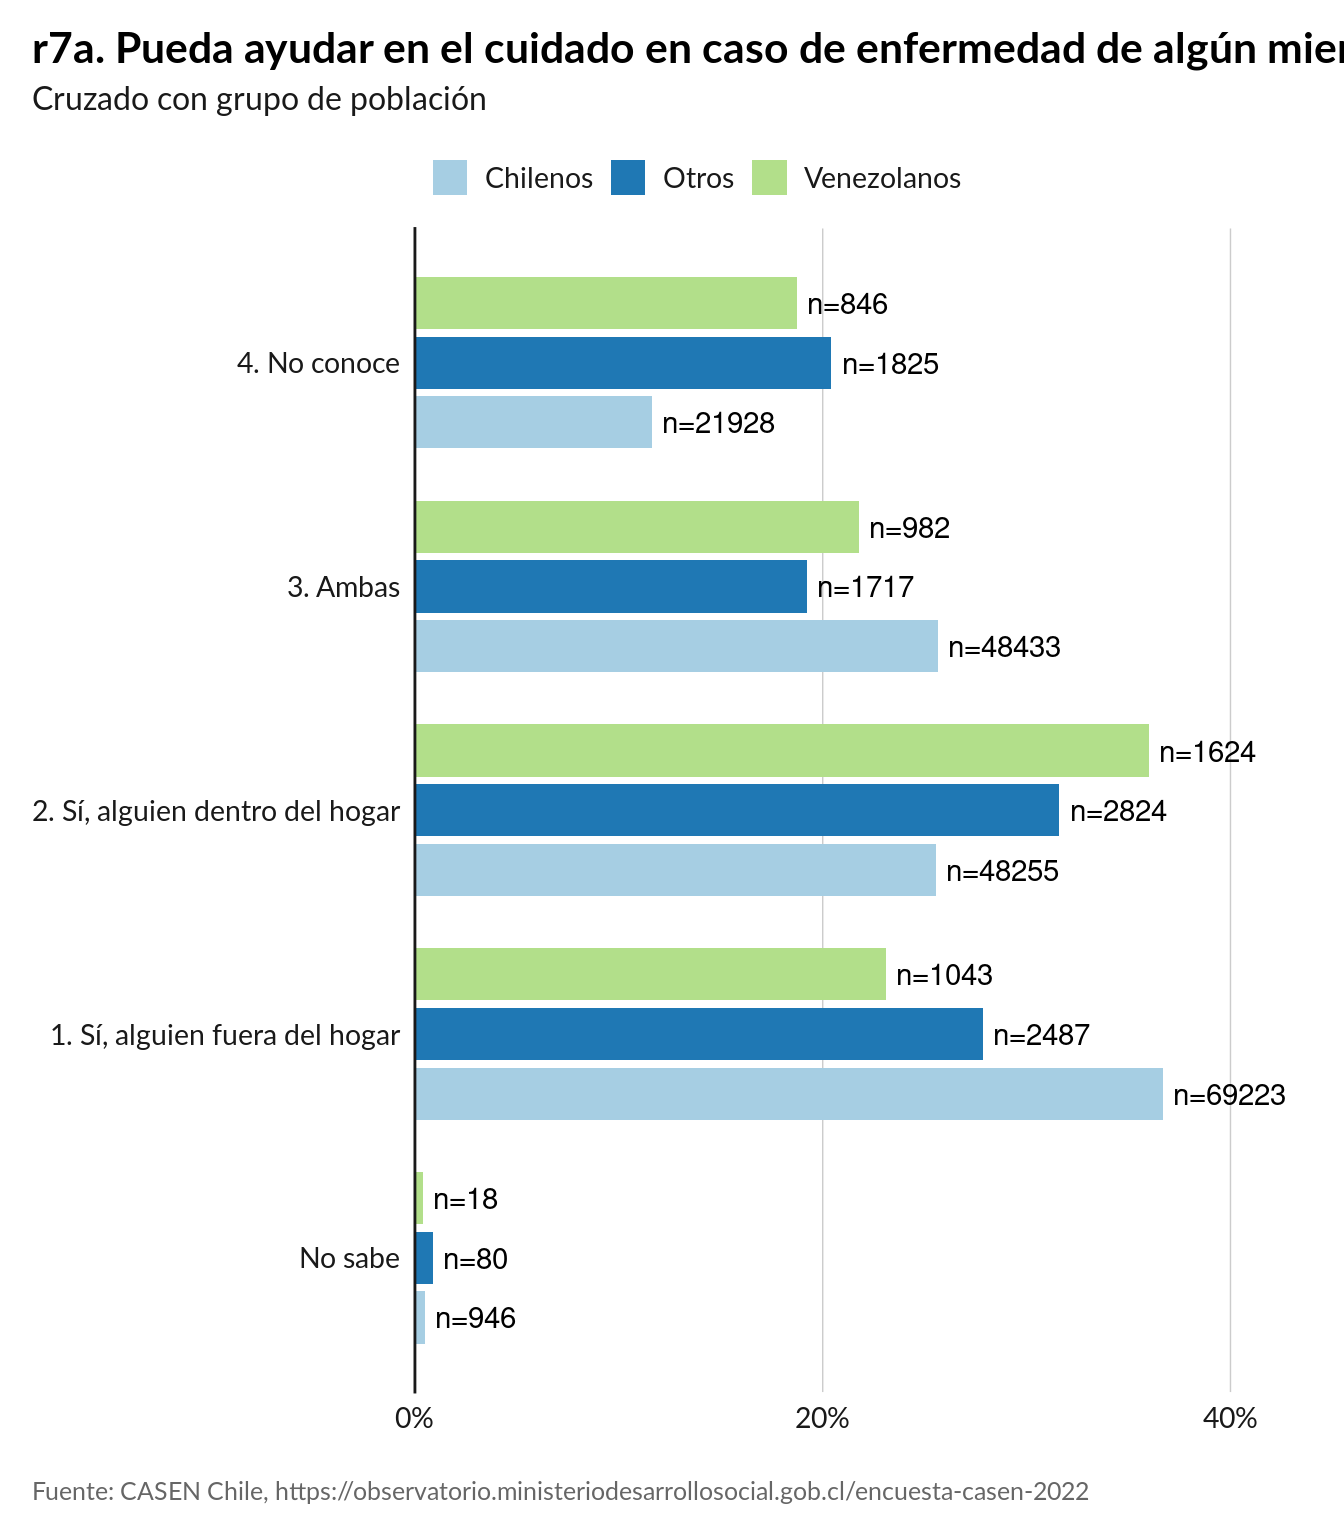 r7a. Pueda ayudar en el cuidado en caso de enfermedad de algún
Cruzado con grupo de población
Chilenos Otros Venezolanos
n=846
4. No conoce n=1825
n=21928
n=982
3. Ambas n=1717
n=48433
n=1624
2. Sí, alguien dentro del hogar n=2824
n=48255
n=1043
1. Sí, alguien fuera del hogar n=2487
n=69223
n=18
No sabe n=80
n=946
0% 20% 40%
Fuente: CASEN Chile, https://observatorio.ministeriodesarrollosocial.gob.cl/encuesta-casen-2022